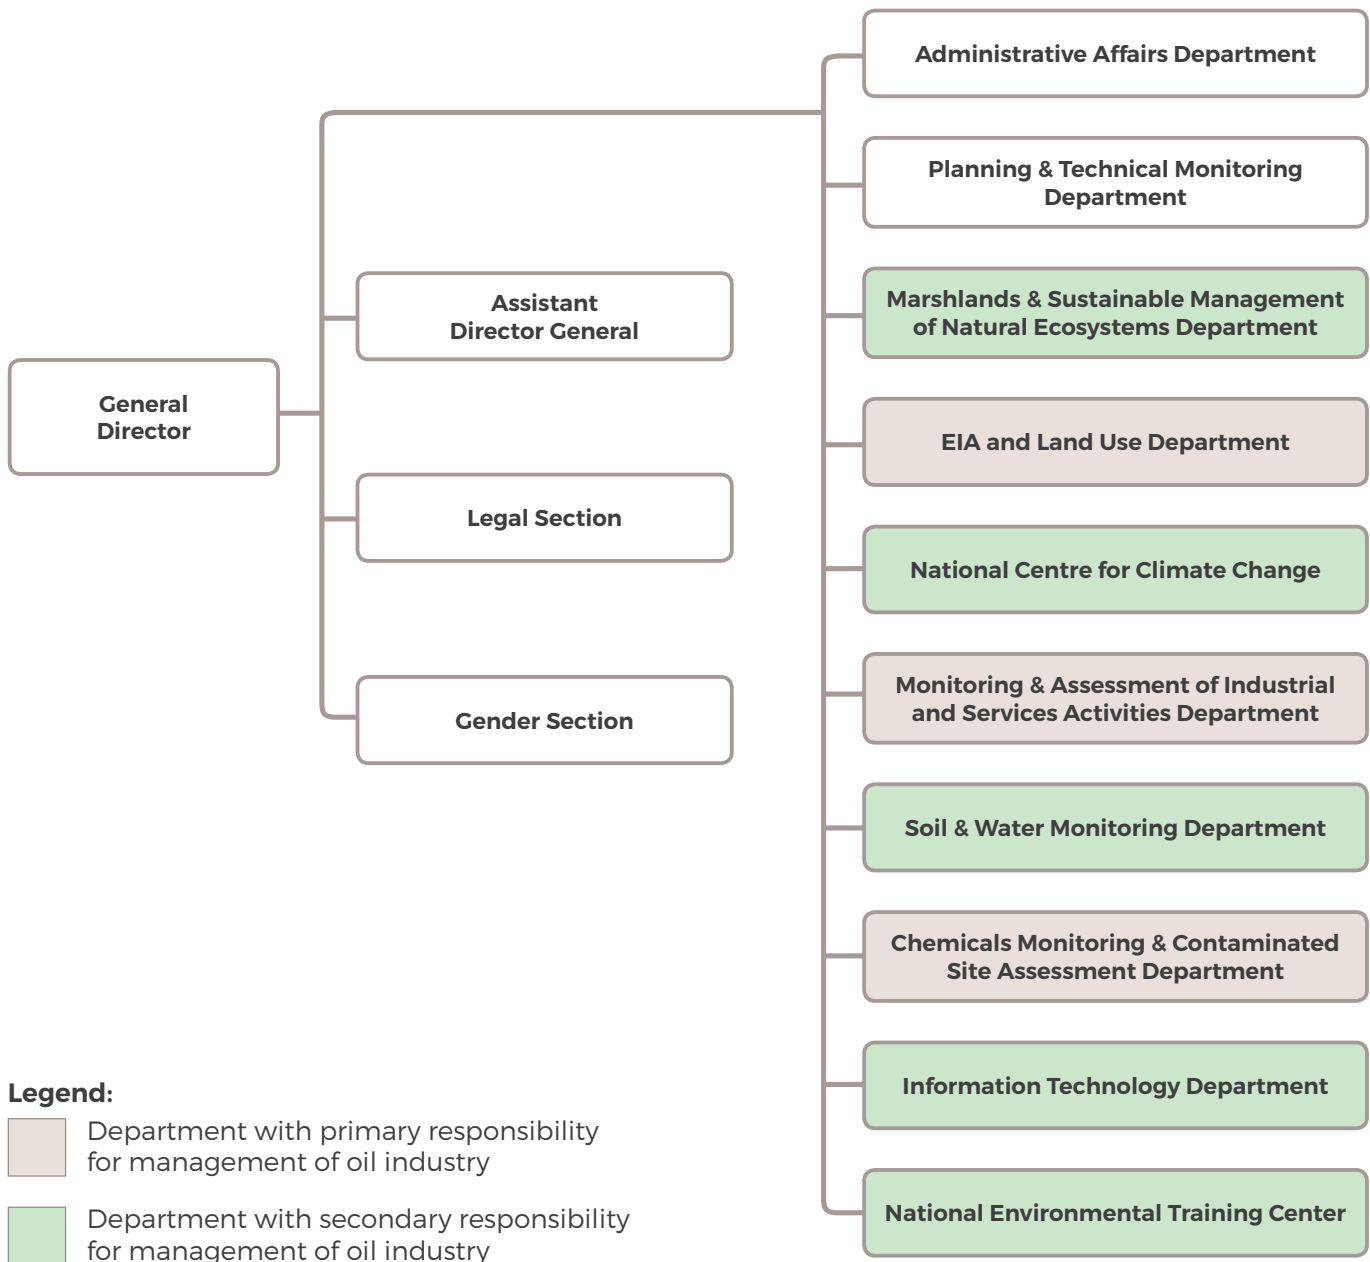 General
Director
Assistant
Director General
Legal Section
Gender Section
Administrative Affairs Department
Planning & Technical Monitoring
Department
Marshlands & Sustainable Management
of Natural Ecosystems Department
EIA and Land Use Department
National Centre for Climate Change
Monitoring & Assessment of Industrial
and Services Activities Department
Soil & Water Monitoring Department
Chemicals Monitoring & Contaminated
Site Assessment Department
Information Technology Department
National Environmental Training Center
Legend:
Department with primary responsibility
for management of oil industry
Department with secondary responsibility
for management of oil industry